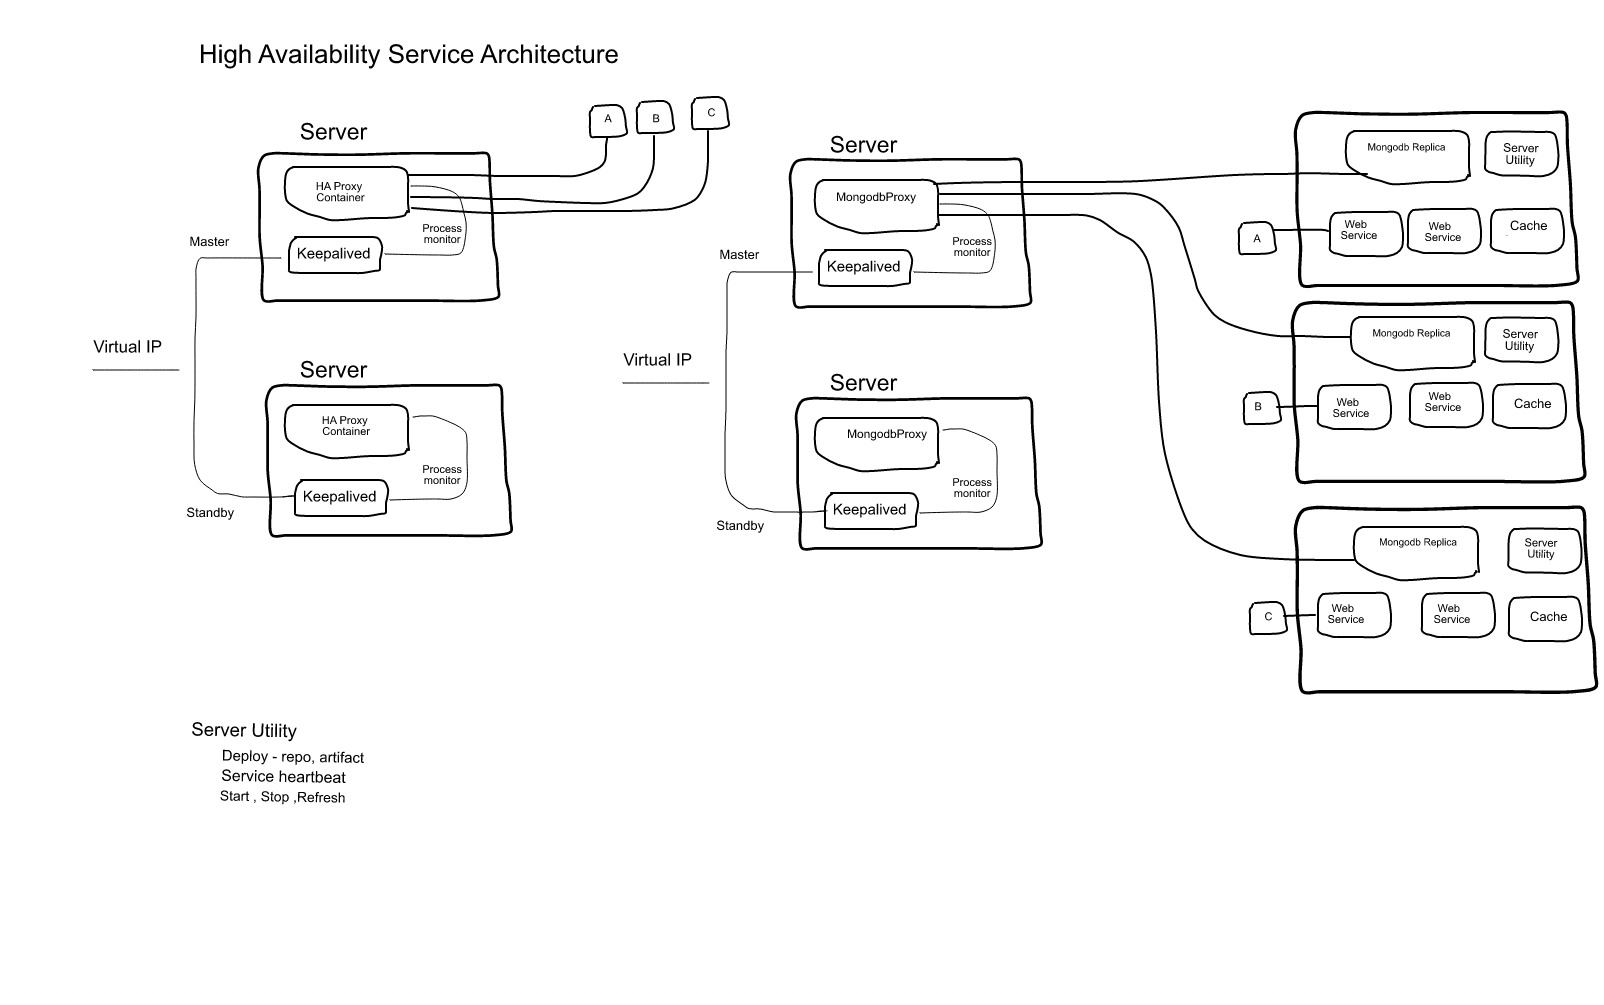 High Availability Service Architecture
Server
HA Proxy
Container
Process
monitor
Keepalived
Master
Virtual IP
Server
HA Proxy
Container
Process
monitor
Keepalived
Standby
A
B
C
Server
MongodbProxy
Process
monitor
Keepalived
Master
Virtual IP
Server
MongodbProxy
Process
monitor
Keepalived
Standby
Mongodb Replica
Server
Utility
A
Web
Service
Web
Service
Cache
Mongodb Replica
Server
Utility
B
Web
Service
Web
Service
Cache
Mongodb Replica
Server
Utility
C
Web
Service
Web
Service
Cache
Server Utility
Deploy - repo, artifact
Service heartbeat
Start , Stop ,Refresh